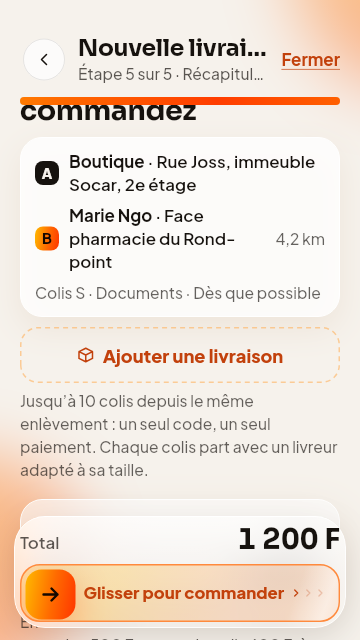 Nouvelle livrai…
Étape 5 sur 5 · Récapitul…
Fermer
commandez
A
Boutique · Rue Joss, immeuble
Socar, 2e étage
B
Marie Ngo · Face
pharmacie du Rond-
point
4,2 km
Colis S · Documents · Dès que possible
Ajouter une livraison
Jusqu’à 10 colis depuis le même
enlèvement : un seul code, un seul
paiement. Chaque colis part avec un livreur
adapté à sa taille.
Total
1 200 F
Glisser pour commander